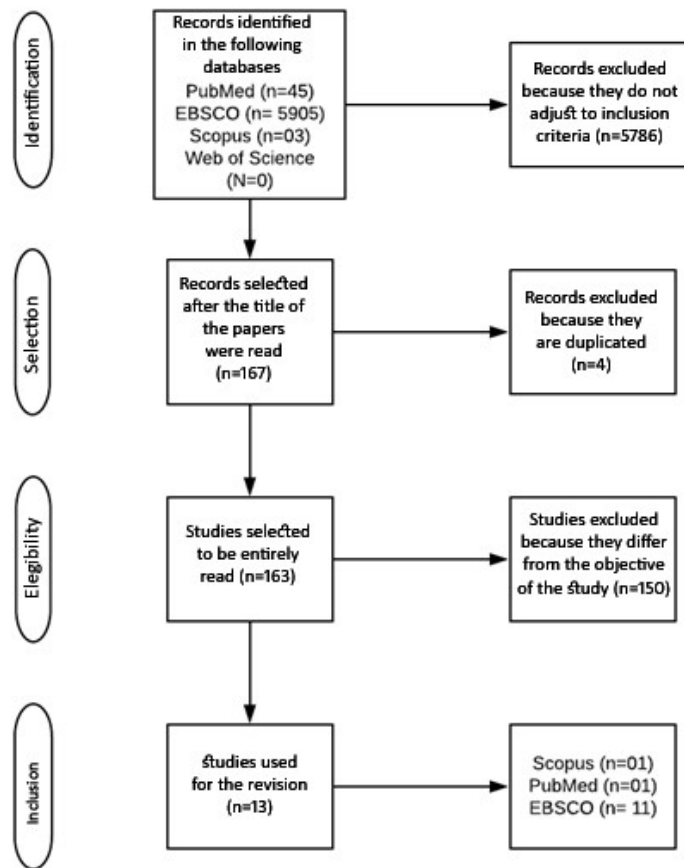 Identification
Records identified
in the following
databases
PubMed (n=45)
EBSCO (n= 5905)
Scopus (n=03)
Web of Science
(N=0)
Records excluded
because they do not
adjust to inclusion
criteria (n=5786)
Selection
Records selected
after the title of
the papers
were read
(n=167)
Records excluded
because they
are duplicated
(n=4)
Elegibility
Studies selected
to be entirely
read (n=163)
Studies excluded
because they differ
from the objective
of the study (n=150)
Inclusion
studies used
for the revision
(n=13)
Scopus (n=01)
PubMed (n=01)
EBSCO (n= 11)